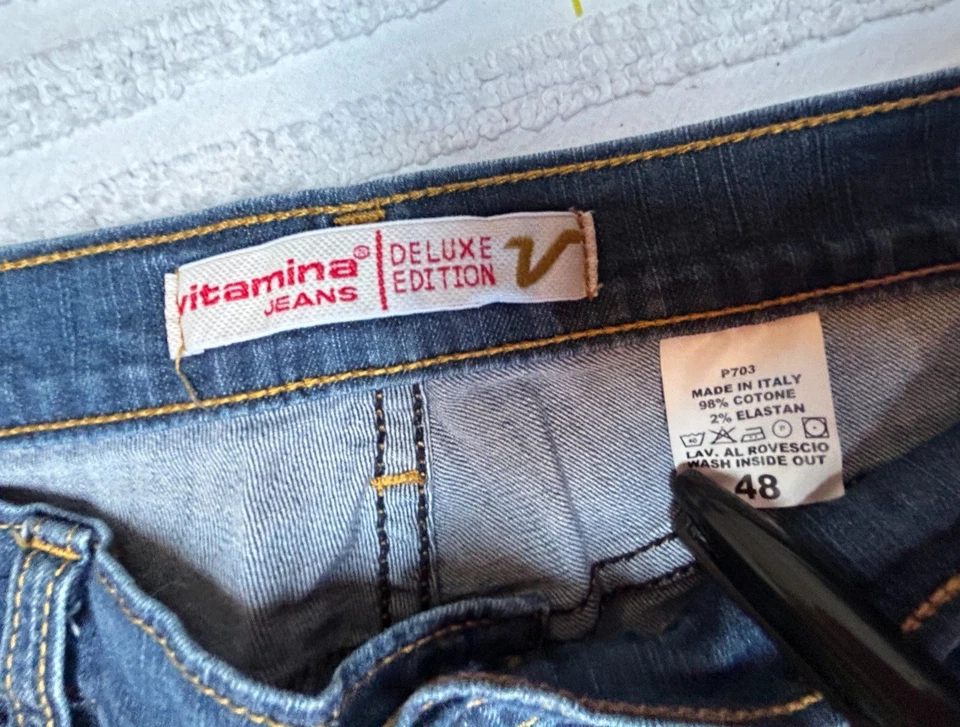 vitamina®
JEANS
DELUXE
EDITION
V
P703
MADE IN ITALY
98% COTONE
2% ELASTAN
LAV. AL ROVESCIO
WASH INSIDE OUT
48